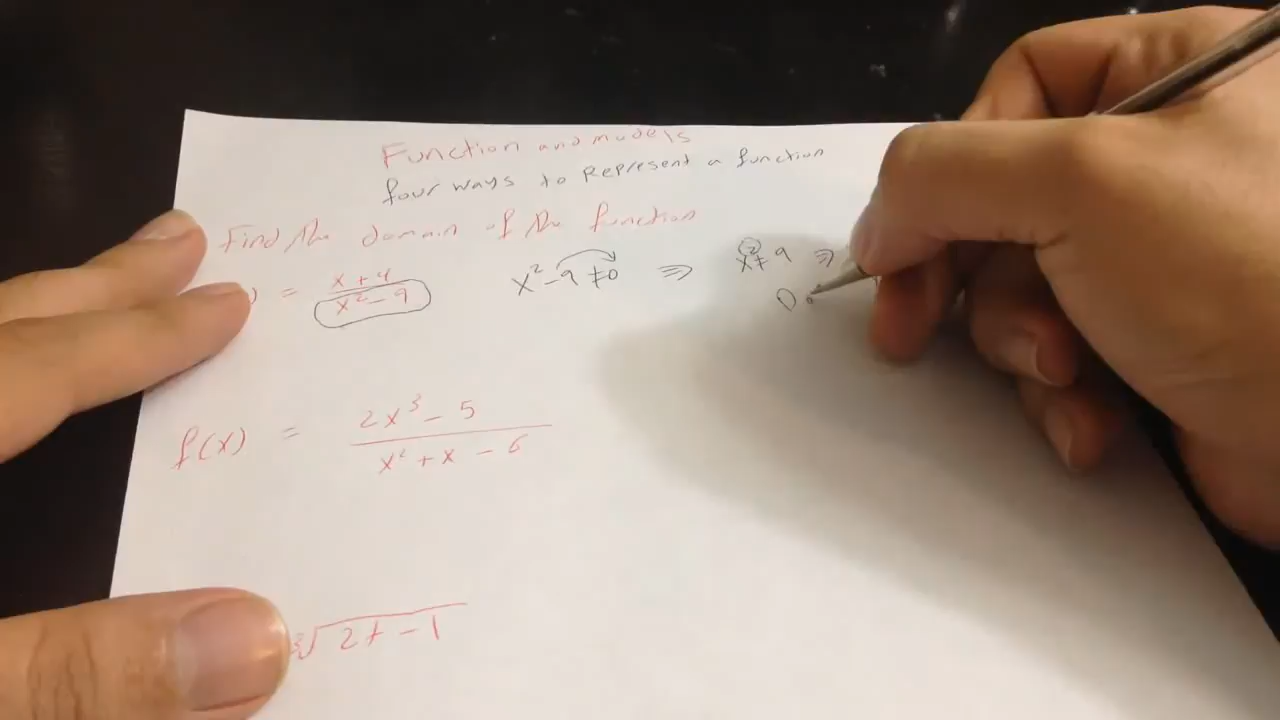 Function and models
four ways to Represent a function
Find the domain of the function
) = x+4 / x² - 9
x² - 9 ≠ 0 ⇒ x² ≠ 9 ⇒
Do
f(x) = 2x³ - 5 / x² + x - 6
∛2t - 1